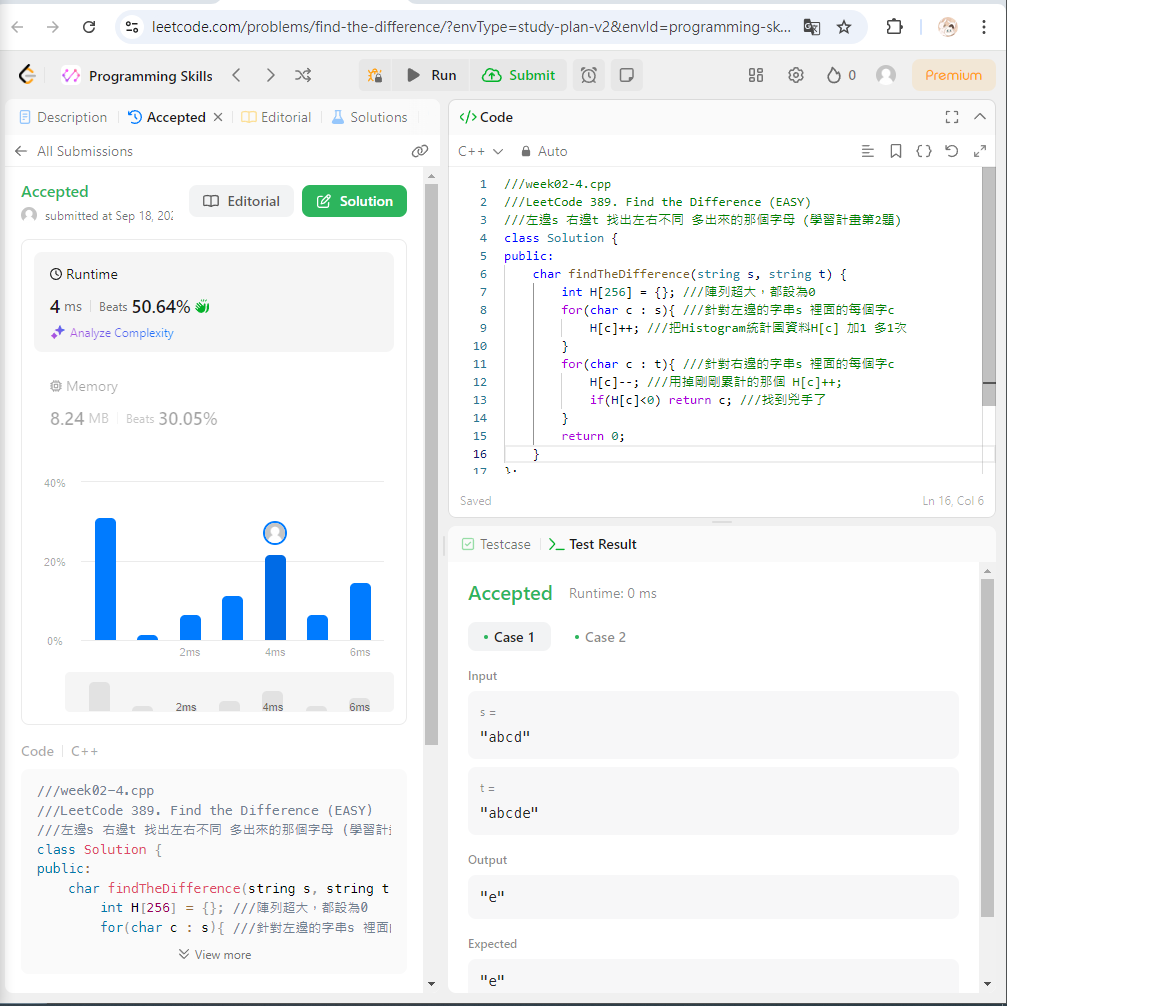 leetcode.com/problems/find-the-difference/?envType=study-plan-v2&envId=programming-sk...
Programming Skills
Run
Submit
0
Premium
Description
Accepted
Editorial
Solutions
All Submissions
Accepted
submitted at Sep 18, 202
Editorial
Solution
Runtime
4 ms
Beats 50.64%
Analyze Complexity
Memory
8.24 MB
Beats 30.05%
40%
20%
0%
2ms
4ms
6ms
2ms
4ms
6ms
Code
C++
///week02-4.cpp
///LeetCode 389. Find the Difference (EASY)
///左邊s 右邊t 找出左右不同 多出來的那個字母 (學習計
class Solution {
public:
char findTheDifference(string s, string t
int H[256] = {}; ///陣列超大，都設為0
for(char c : s){ ///針對左邊的字串s 裡面
View more
</> Code
C++
Auto
1 ///week02-4.cpp
2 ///LeetCode 389. Find the Difference (EASY)
3 ///左邊s 右邊t 找出左右不同 多出來的那個字母 (學習計畫第2題)
4 class Solution {
5 public:
6 char findTheDifference(string s, string t) {
7 int H[256] = {}; ///陣列超大，都設為0
8 for(char c : s){ ///針對左邊的字串s 裡面的每個字c
9 H[c]++; ///把Histogram統計圖資料H[c] 加1 多1次
10 }
11 for(char c : t){ ///針對右邊的字串s 裡面的每個字c
12 H[c]--; ///用掉剛剛累計的那個 H[c]++;
13 if(H[c]<0) return c; ///找到兇手了
14 }
15 return 0;
16 }
17 };
Saved
Ln 16, Col 6
Testcase
Test Result
Accepted
Runtime: 0 ms
Case 1
Case 2
Input
s =
"abcd"
t =
"abcde"
Output
"e"
Expected
"e"